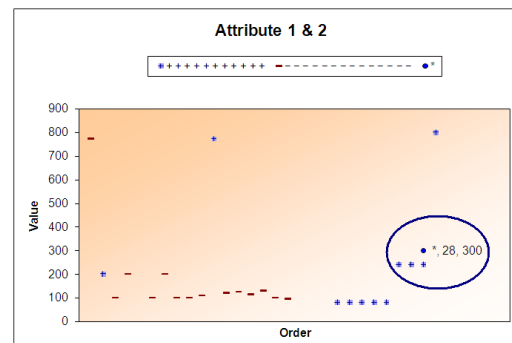 Attribute 1 & 2
*++++++++++++ – - - - - - - - - - - - - - - - - - ● *
900
800
700
600
500
400
300
200
100
0
Value
*, 28, 300
Order